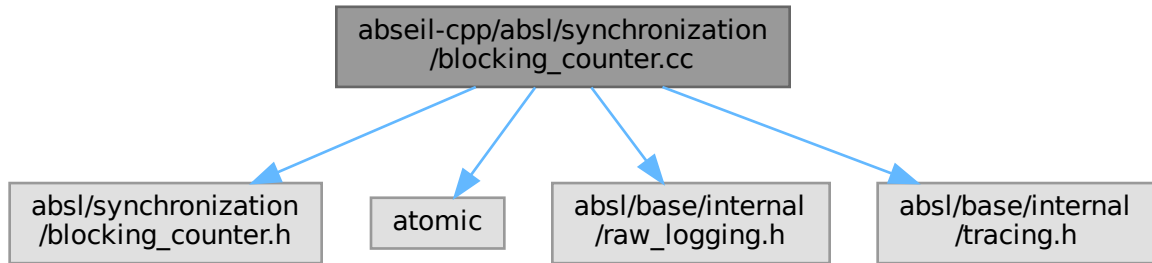 abseil-cpp/absl/synchronization
/blocking_counter.cc
absl/synchronization
/blocking_counter.h
atomic
absl/base/internal
/raw_logging.h
absl/base/internal
/tracing.h